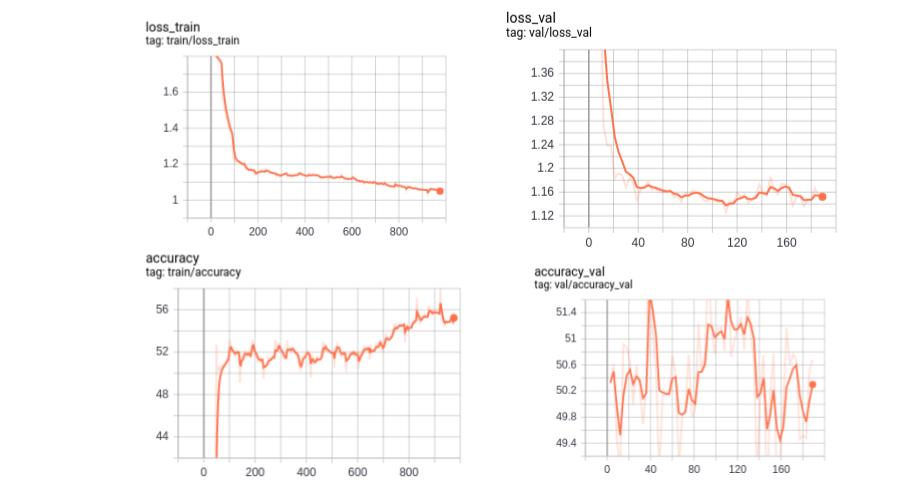 loss_train
tag: train/loss_train
1.6
1.4
1.2
1
0 200 400 600 800
loss_val
tag: val/loss_val
1.36
1.32
1.28
1.24
1.2
1.16
1.12
0 40 80 120 160
accuracy
tag: train/accuracy
56
52
48
44
0 200 400 600 800
accuracy_val
tag: val/accuracy_val
51.4
51
50.6
50.2
49.8
49.4
0 40 80 120 160